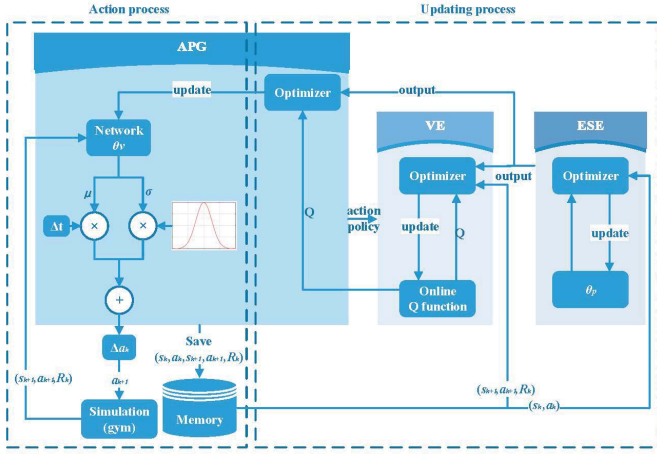 Action process
Updating process
APG
update
Optimizer
output
Network
θv
VE
ESE
Optimizer
output
Optimizer
μ
σ
Δt
×
×
Q
action
policy
update
Q
update
Online
Q function
θp
+
Δak
Save
(sk, ak, sk+1, ak+1, Rk)
ak+1
(sk+1, ak+1, Rk)
Simulation
(gym)
Memory
(sk+1, ak+1, Rk)
(sk, ak)